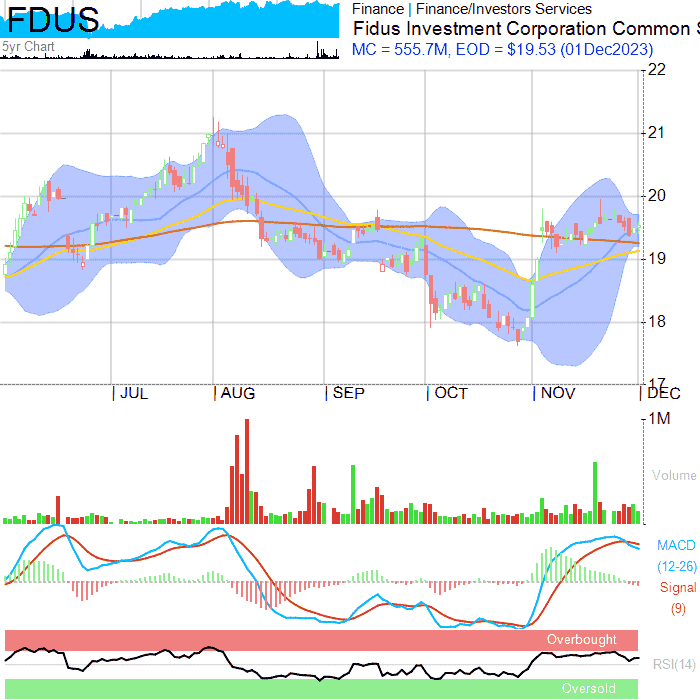 FDUS
5yr Chart
Finance | Finance/Investors Services
Fidus Investment Corporation Common S
MC = 555.7M, EOD = $19.53 (01Dec2023)
22
21
20
19
18
17
JUL AUG SEP OCT NOV DEC
1M
Volume
MACD
(12-26)
Signal
(9)
Overbought
RSI(14)
Oversold